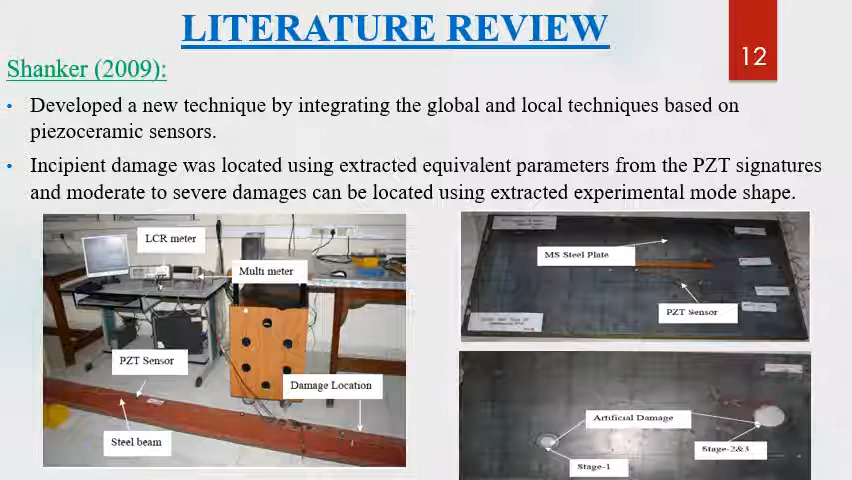 LITERATURE REVIEW
12
Shanker (2009):
• Developed a new technique by integrating the global and local techniques based on
piezoceramic sensors.
• Incipient damage was located using extracted equivalent parameters from the PZT signatures
and moderate to severe damages can be located using extracted experimental mode shape.
LCR meter
Multi meter
PZT Sensor
Damage Location
Steel beam
MS Steel Plate
PZT Sensor
Artificial Damage
Stage-2&3
Stage-1